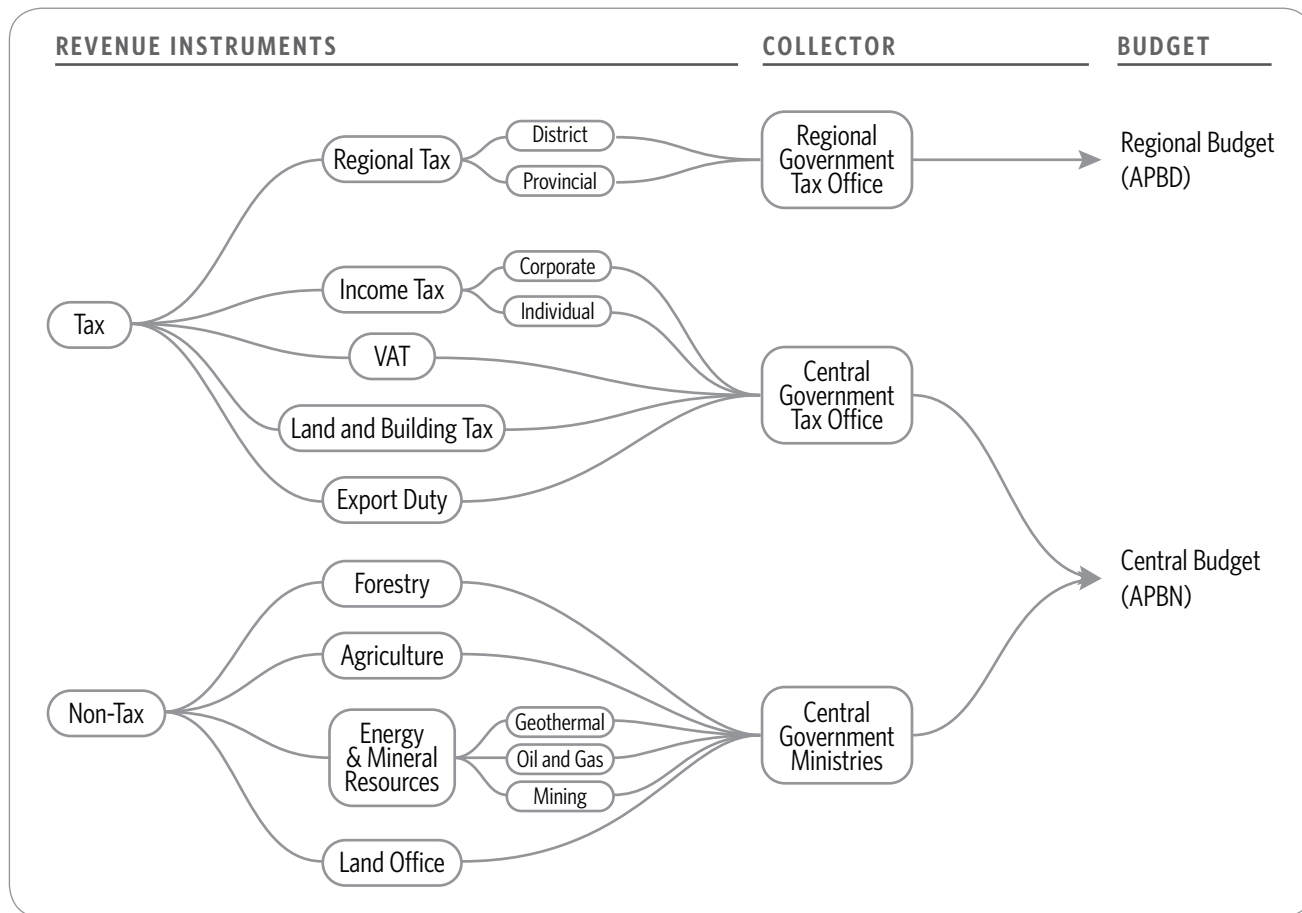 REVENUE INSTRUMENTS
COLLECTOR
BUDGET
Tax
Regional Tax
District
Provincial
Regional
Government
Tax Office
Regional Budget
(APBD)
Income Tax
Corporate
Individual
VAT
Land and Building Tax
Export Duty
Central
Government
Tax Office
Central Budget
(APBN)
Non-Tax
Forestry
Agriculture
Energy
& Mineral
Resources
Geothermal
Oil and Gas
Mining
Land Office
Central
Government
Ministries